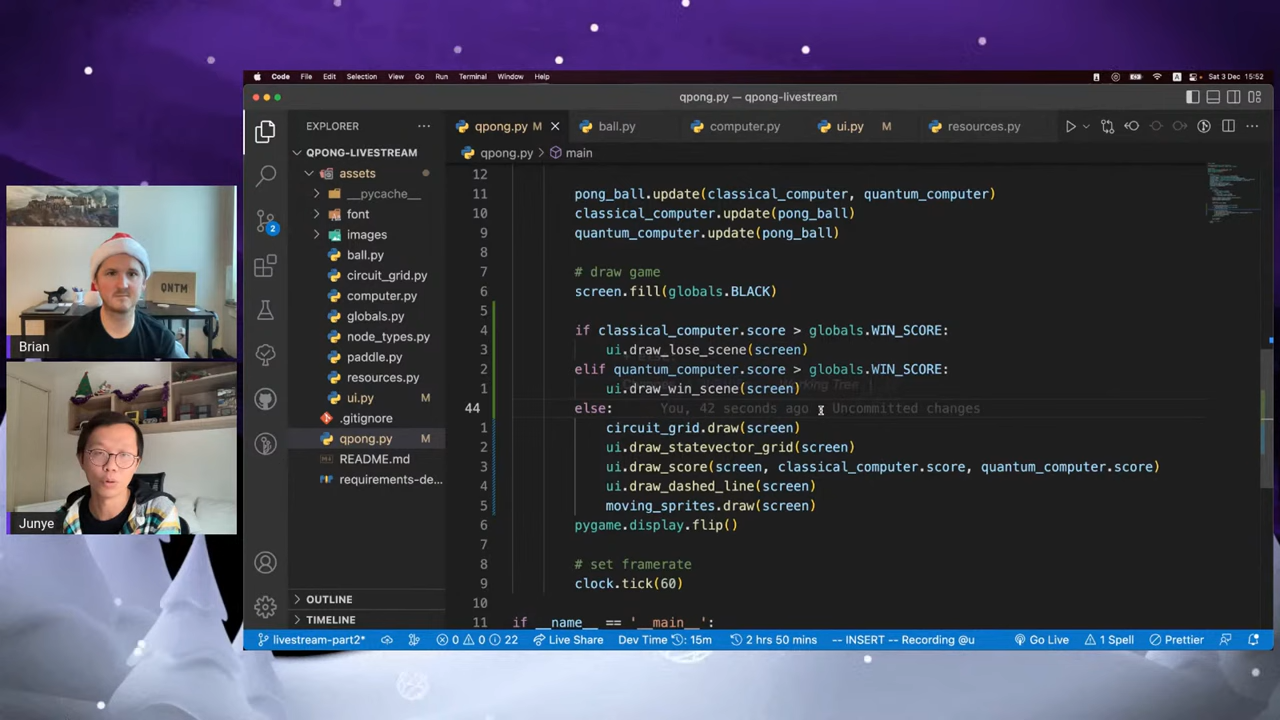 Code File Edit Selection View Go Run Terminal Window Help
A Sat 3 Dec 15:52
qpong.py — qpong-livestream
EXPLORER
QPONG-LIVESTREAM
assets
__pycache__
font
images
ball.py
circuit_grid.py
computer.py
globals.py
node_types.py
paddle.py
resources.py
ui.py M
.gitignore
qpong.py M
README.md
requirements-de...
OUTLINE
TIMELINE
2
qpong.py M
ball.py
computer.py
ui.py M
resources.py
qpong.py > main
12
11 pong_ball.update(classical_computer, quantum_computer)
10 classical_computer.update(pong_ball)
9 quantum_computer.update(pong_ball)
8
7 # draw game
6 screen.fill(globals.BLACK)
5
4 if classical_computer.score > globals.WIN_SCORE:
3 ui.draw_lose_scene(screen)
2 elif quantum_computer.score > globals.WIN_SCORE:
1 ui.draw_win_scene(screen)
Working Tree
44 else: You, 42 seconds ago Uncommitted changes
1 circuit_grid.draw(screen)
2 ui.draw_statevector_grid(screen)
3 ui.draw_score(screen, classical_computer.score, quantum_computer.score)
4 ui.draw_dashed_line(screen)
5 moving_sprites.draw(screen)
6 pygame.display.flip()
7
8 # set framerate
9 clock.tick(60)
10
11 if __name__ == '__main__':
livestream-part2* 0 0 22 Live Share Dev Time : 15m 2 hrs 50 mins -- INSERT -- Recording @u Go Live 1 Spell Prettier
QNTM
Brian
Junye